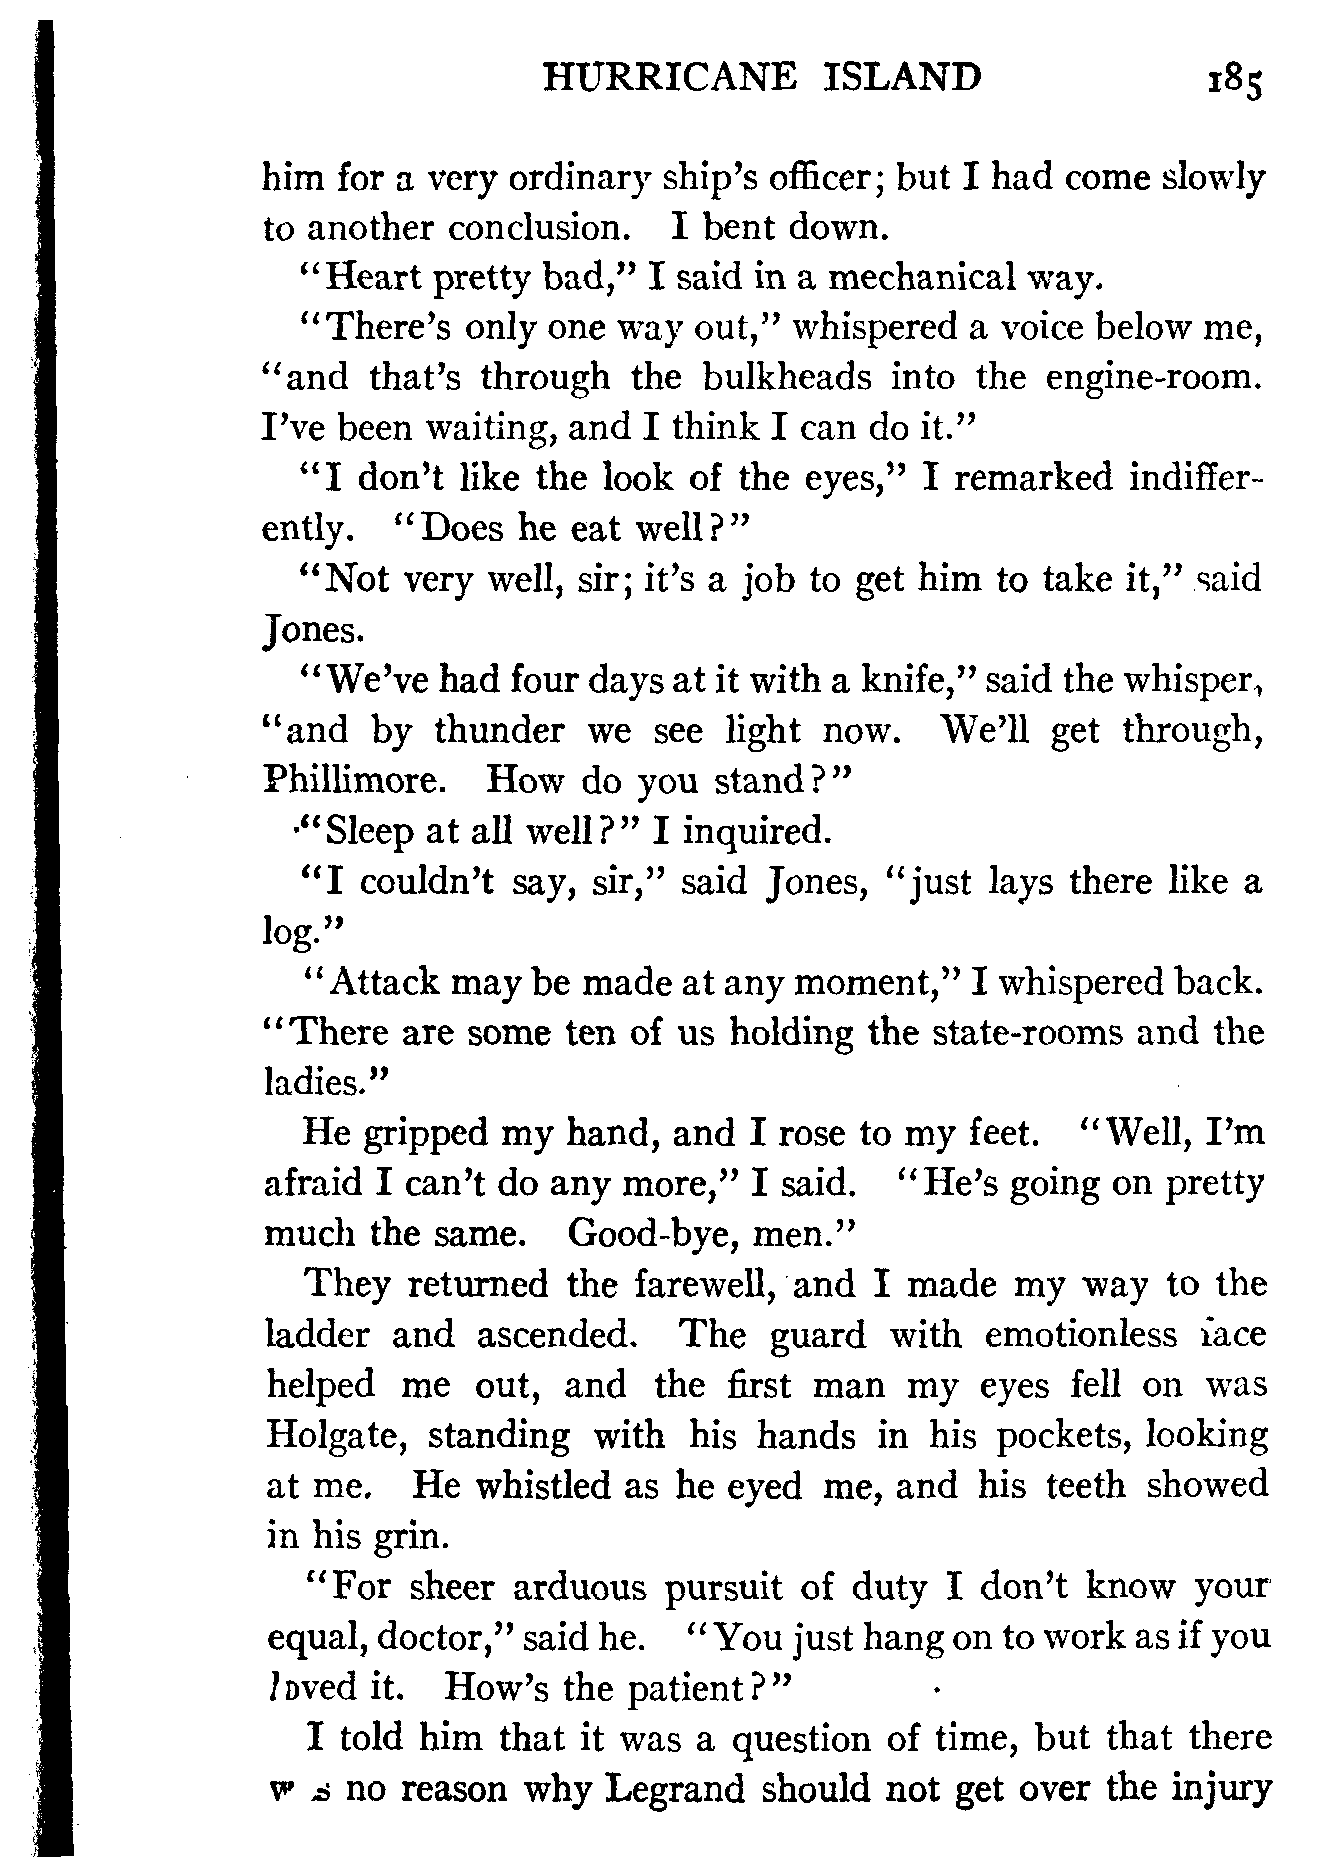 HURRICANE ISLAND 185
him for a very ordinary ship's officer; but I had come slowly
to another conclusion. I bent down.
"Heart pretty bad," I said in a mechanical way.
"There's only one way out," whispered a voice below me,
"and that's through the bulkheads into the engine-room.
I've been waiting, and I think I can do it."
"I don't like the look of the eyes," I remarked indiffer-
ently. "Does he eat well?"
"Not very well, sir; it's a job to get him to take it," said
Jones.
"We've had four days at it with a knife," said the whisper,
"and by thunder we see light now. We'll get through,
Phillimore. How do you stand?"
"Sleep at all well?" I inquired.
"I couldn't say, sir," said Jones, "just lays there like a
log."
"Attack may be made at any moment," I whispered back.
"There are some ten of us holding the state-rooms and the
ladies."
He gripped my hand, and I rose to my feet. "Well, I'm
afraid I can't do any more," I said. "He's going on pretty
much the same. Good-bye, men."
They returned the farewell, and I made my way to the
ladder and ascended. The guard with emotionless face
helped me out, and the first man my eyes fell on was
Holgate, standing with his hands in his pockets, looking
at me. He whistled as he eyed me, and his teeth showed
in his grin.
"For sheer arduous pursuit of duty I don't know your
equal, doctor," said he. "You just hang on to work as if you
loved it. How's the patient?"
I told him that it was a question of time, but that there
w s no reason why Legrand should not get over the injury